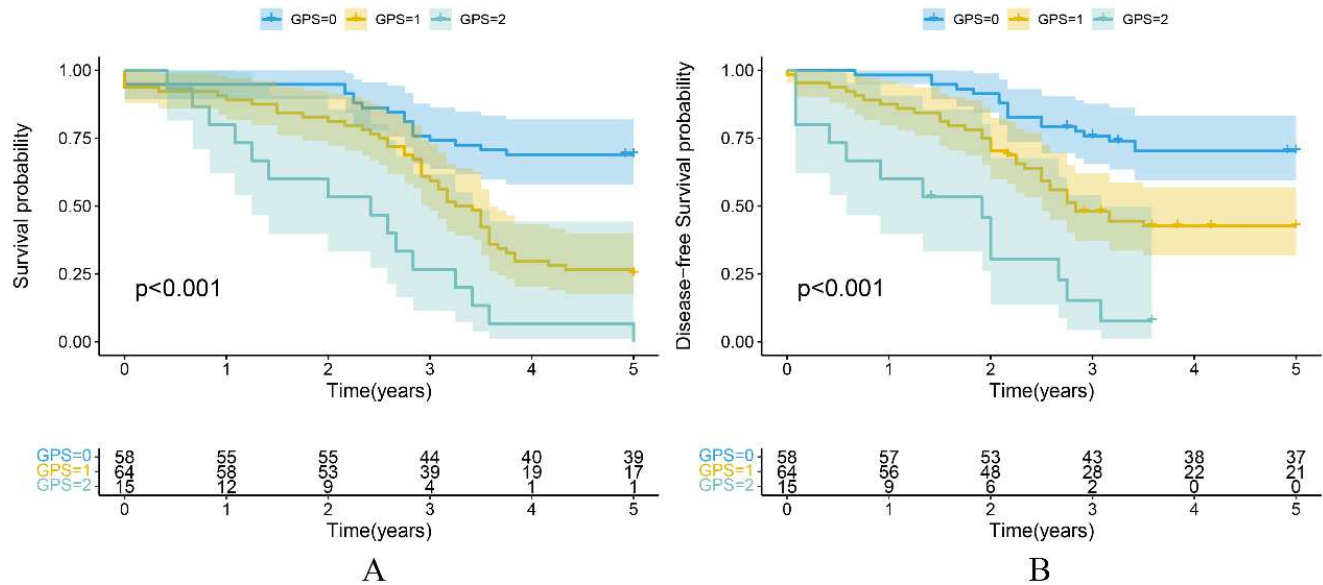 GPS=0 GPS=1 GPS=2
Survival probability
1.00
0.75
0.50
0.25
0.00
p<0.001
0 1 2 3 4 5
Time(years)
GPS=0 58 55 55 44 40 39
GPS=1 64 58 53 39 19 17
GPS=2 15 12 9 4 1 1
0 1 2 3 4 5
Time(years)
A
GPS=0 GPS=1 GPS=2
Disease-free Survival probability
1.00
0.75
0.50
0.25
0.00
p<0.001
0 1 2 3 4 5
Time(years)
GPS=0 58 57 53 43 38 37
GPS=1 64 56 48 28 22 21
GPS=2 15 9 6 2 0 0
0 1 2 3 4 5
Time(years)
B